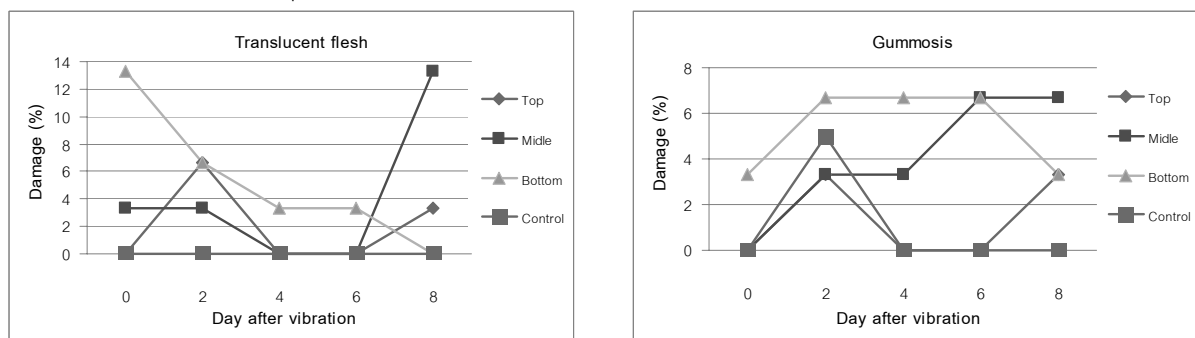 Translucent flesh
14
12
10
8
6
4
2
0
Damage (%)
0 2 4 6 8
Day after vibration
Top
Midle
Bottom
Control
Gummosis
8
6
4
2
0
Damage (%)
0 2 4 6 8
Day after vibration
Top
Midle
Bottom
Control